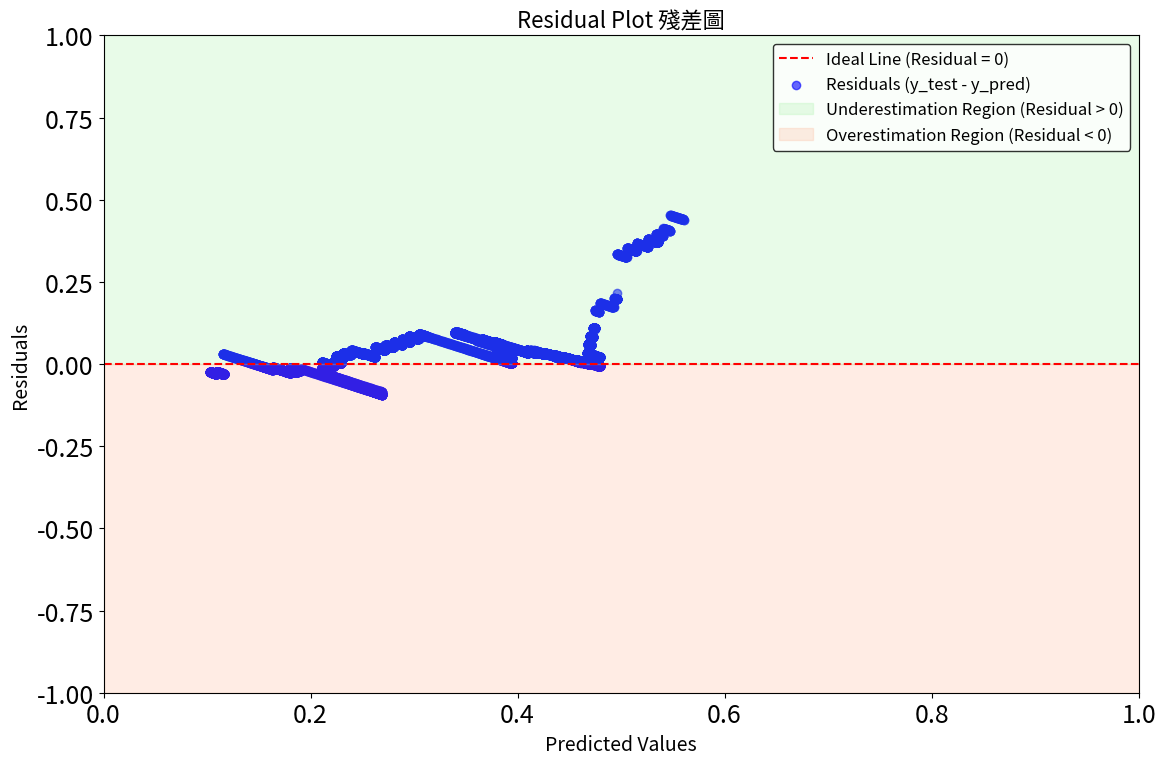 Residual Plot 殘差圖
Ideal Line (Residual = 0)
Residuals (y_test - y_pred)
Underestimation Region (Residual > 0)
Overestimation Region (Residual < 0)
Residuals
1.00
0.75
0.50
0.25
0.00
-0.25
-0.50
-0.75
-1.00
0.0
0.2
0.4
0.6
0.8
1.0
Predicted Values